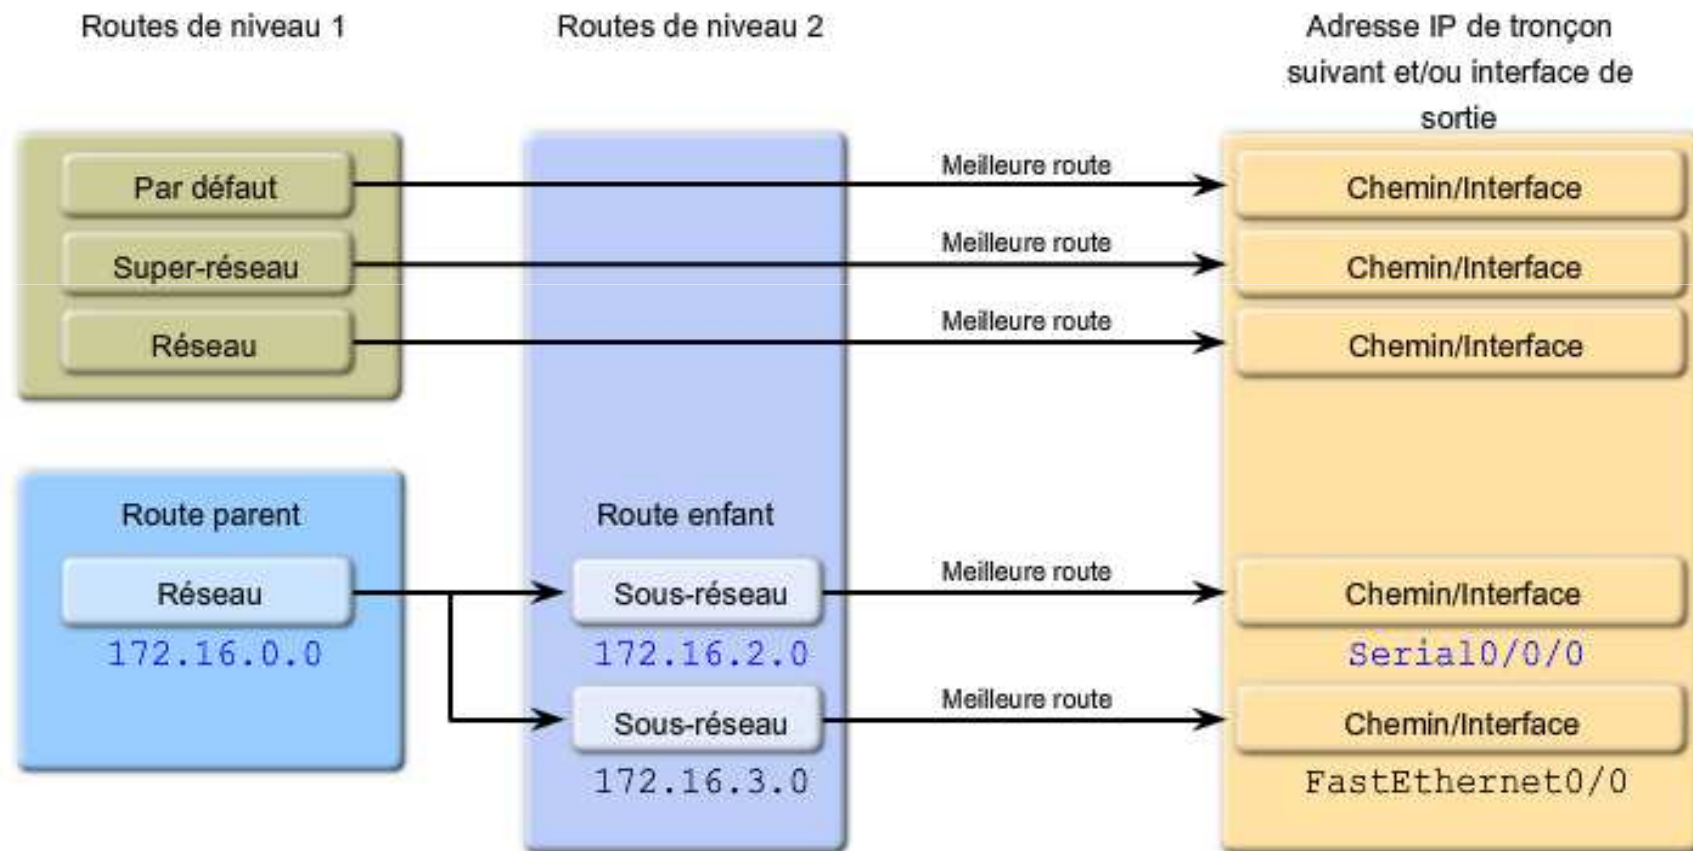 Routes de niveau 1
Routes de niveau 2
Adresse IP de tronçon
suivant et/ou interface de
sortie
Par défaut
Meilleure route
Chemin/Interface
Super-réseau
Meilleure route
Chemin/Interface
Réseau
Meilleure route
Chemin/Interface
Route parent
Route enfant
Réseau
Sous-réseau
Meilleure route
Chemin/Interface
172.16.0.0
172.16.2.0
Serial0/0/0
Sous-réseau
Meilleure route
Chemin/Interface
172.16.3.0
FastEthernet0/0